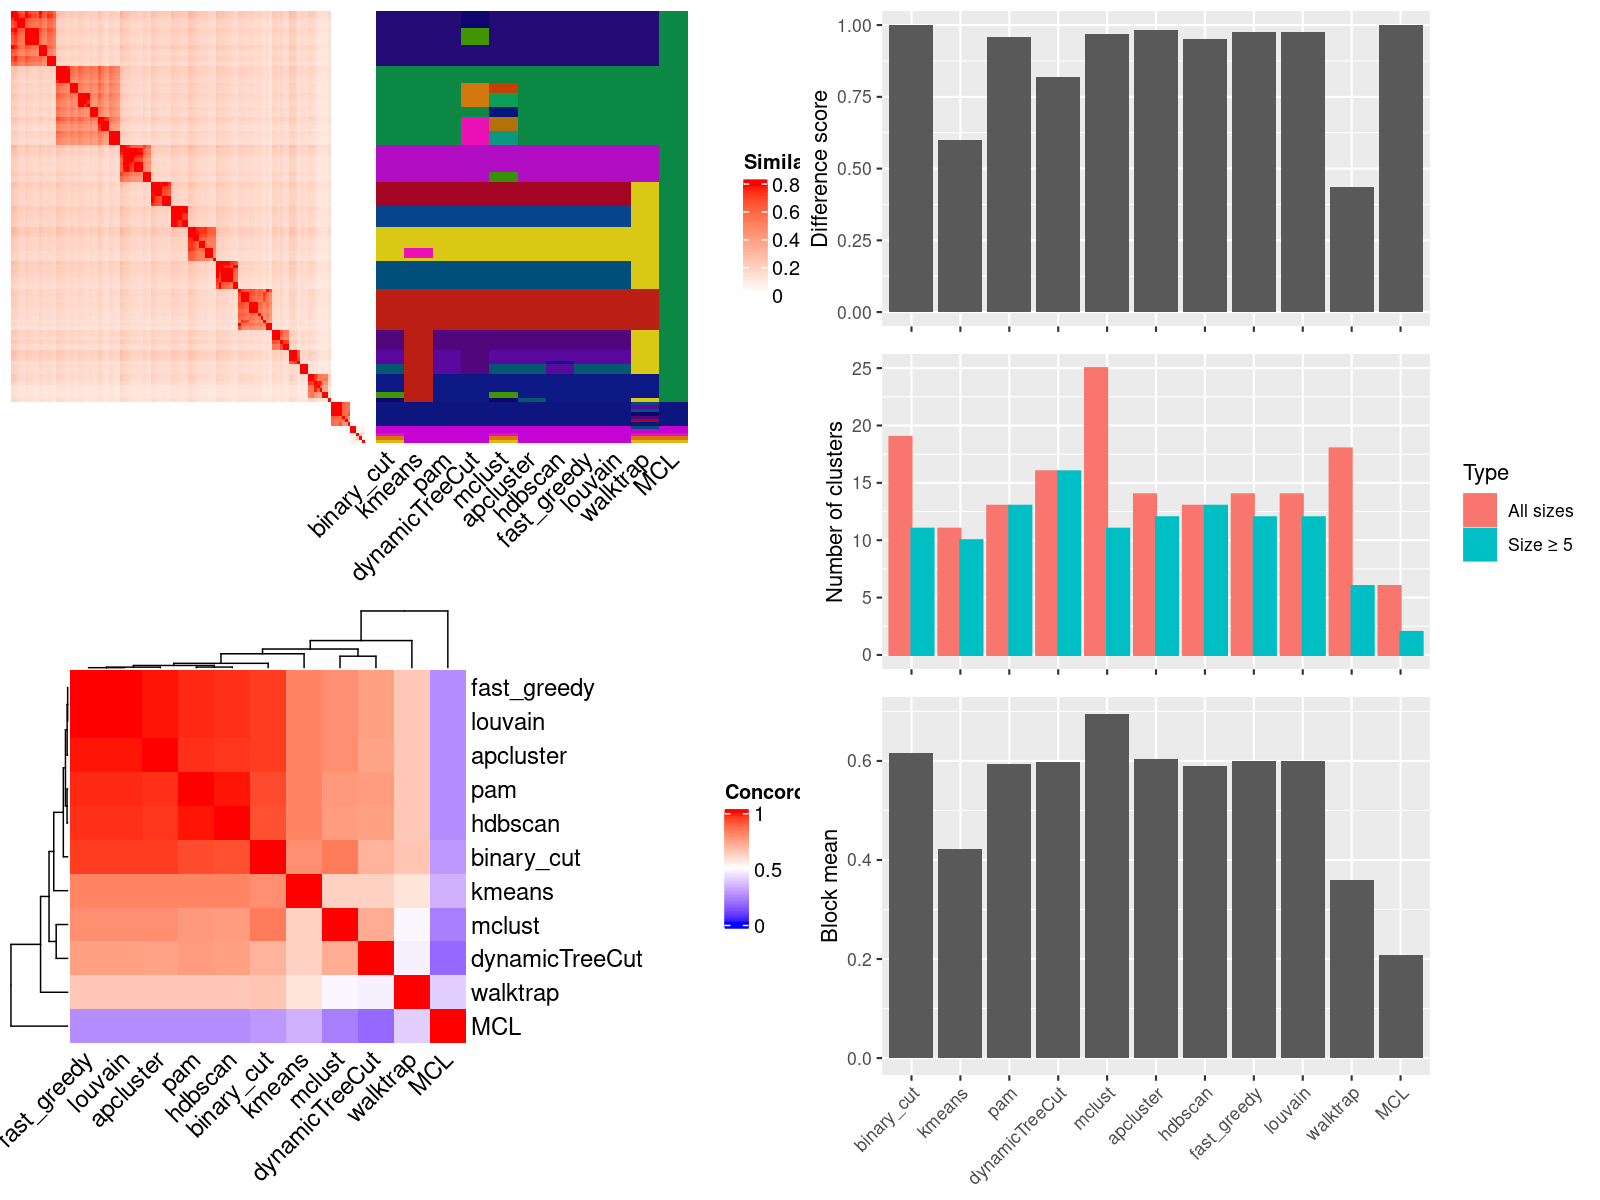 Simila
0.8
0.6
0.4
0.2
0
binary_cut
kmeans
pam
dynamicTreeCut
mclust
apcluster
hdbscan
fast_greedy
louvain
walktrap
MCL
fast_greedy
louvain
apcluster
pam
hdbscan
binary_cut
kmeans
mclust
dynamicTreeCut
walktrap
MCL
fast_greedy
louvain
apcluster
pam
hdbscan
binary_cut
kmeans
mclust
dynamicTreeCut
walktrap
MCL
Concord
1
0.5
0
Difference score
1.00
0.75
0.50
0.25
0.00
Number of clusters
25
20
15
10
5
0
Type
All sizes
Size ≥ 5
Block mean
0.6
0.4
0.2
0.0
binary_cut
kmeans
pam
dynamicTreeCut
mclust
apcluster
hdbscan
fast_greedy
louvain
walktrap
MCL